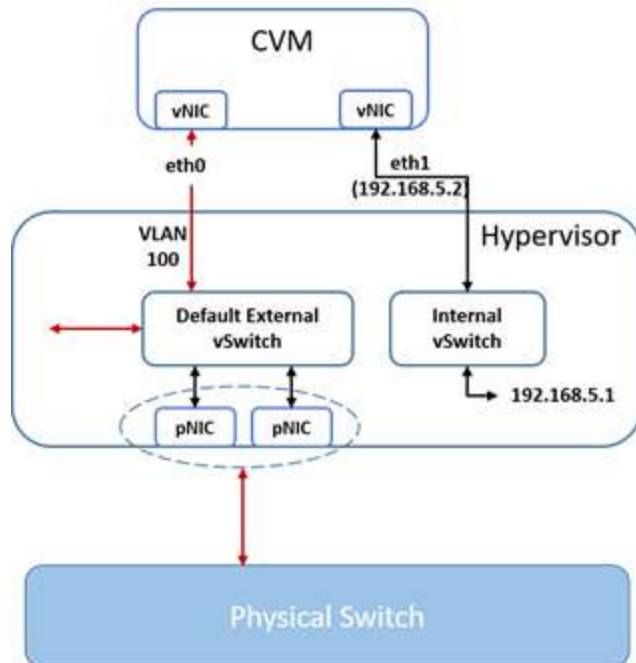 CVM
vNIC
vNIC
eth0
eth1
(192.168.5.2)
VLAN
100
Hypervisor
Default External
vSwitch
Internal
vSwitch
192.168.5.1
pNIC
pNIC
Physical Switch